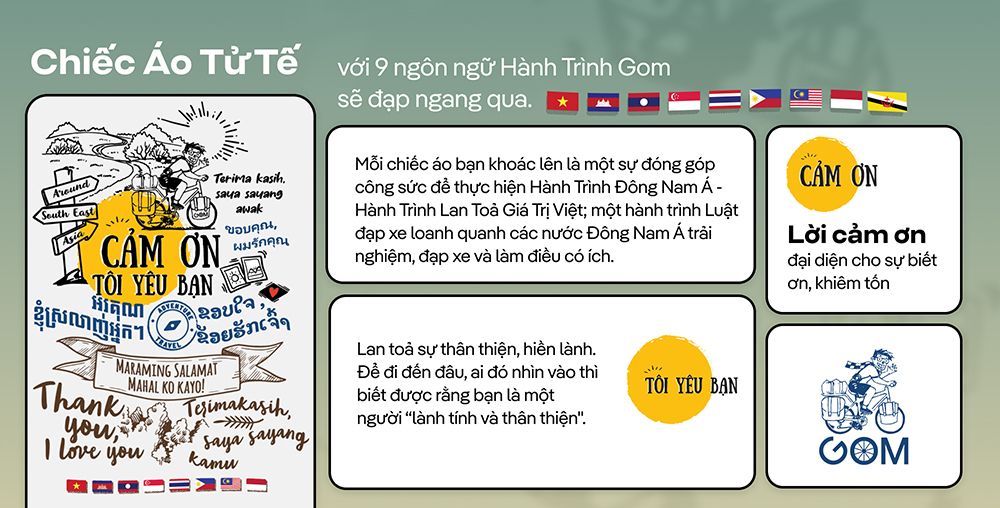 Chiếc Áo Tử Tế
với 9 ngôn ngữ Hành Trình Gom
sẽ đạp ngang qua.
Around
South East
Asia
Terima kasih,
saya sayang
awak
ขอบคุณ,
ผมรักคุณ
CẢM ƠN
TÔI YÊU BẠN
អរគុណ
ខ្ញុំស្រលាញ់អ្នក។
ADVENTURE
TRAVEL
ຂອບໃຈ,
ຂ້ອຍຮັກເຈົ້າ
MARAMING SALAMAT
MAHAL KO KAYO!
Thank
you,
I love you
Terimakasih,
saya sayang
kamu
Mỗi chiếc áo bạn khoác lên là một sự đóng góp
công sức để thực hiện Hành Trình Đông Nam Á -
Hành Trình Lan Toả Giá Trị Việt; một hành trình Luật
đạp xe loanh quanh các nước Đông Nam Á trải
nghiệm, đạp xe và làm điều có ích.
CẢM ƠN
Lời cảm ơn
đại diện cho sự biết
ơn, khiêm tốn
Lan toả sự thân thiện, hiền lành.
Để đi đến đâu, ai đó nhìn vào thì
biết được rằng bạn là một
người “lành tính và thân thiện".
TÔI YÊU BẠN
GOM